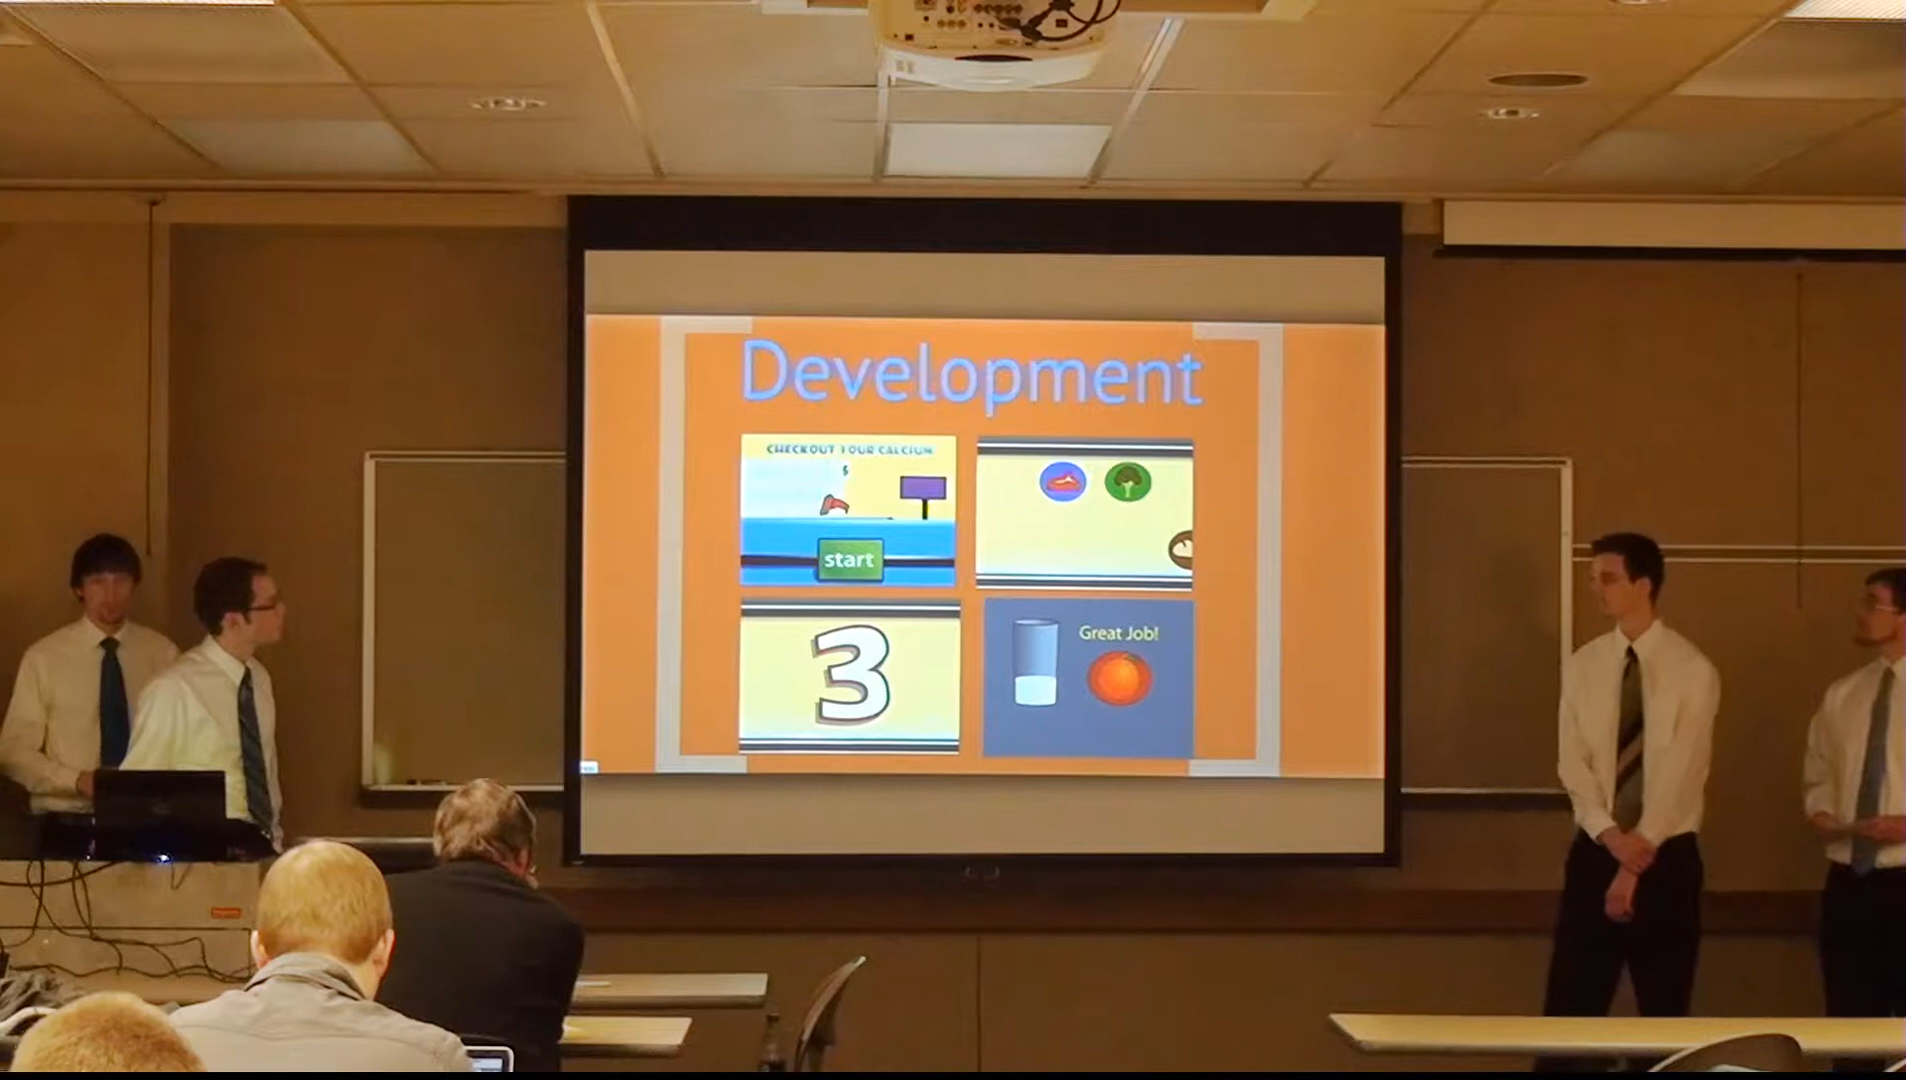 Development
CHECKOUT YOUR CALCIUM
start
3
Great Job!